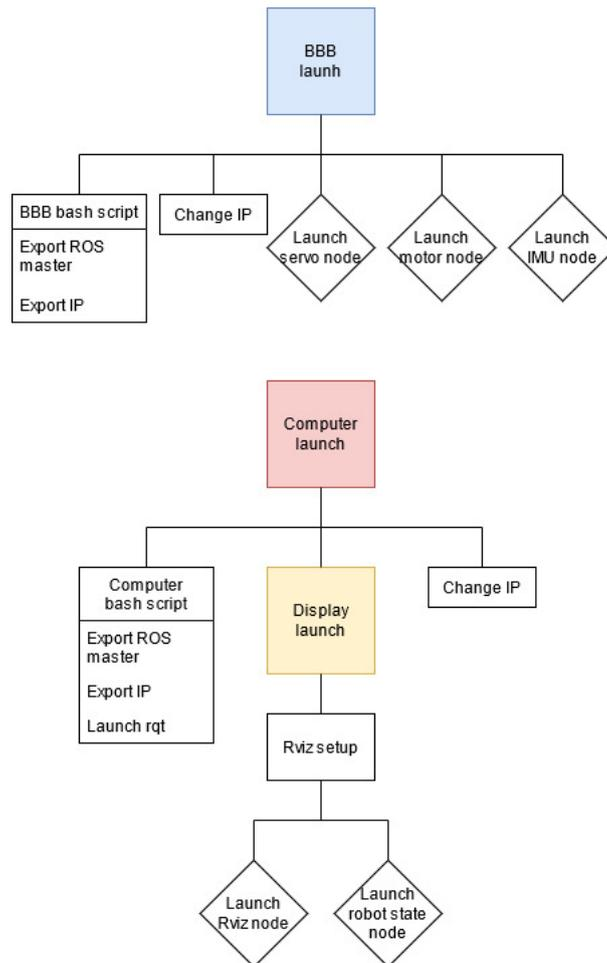 BBB
launh
BBB bash script
Export ROS
master
Export IP
Change IP
Launch
servo node
Launch
motor node
Launch
IMU node
Computer
launch
Computer
bash script
Export ROS
master
Export IP
Launch rqt
Display
launch
Change IP
Rviz setup
Launch
Rviz node
Launch
robot state
node